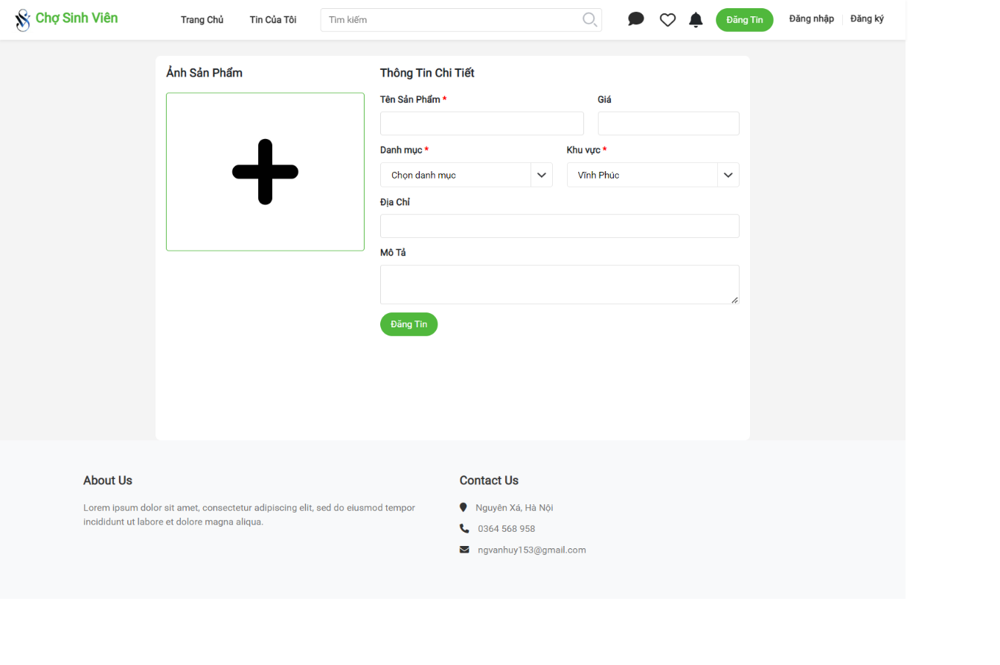 Chợ Sinh Viên
Trang Chủ
Tin Của Tôi
Tìm kiếm
Đăng Tin
Đăng nhập
Đăng ký
Ảnh Sản Phẩm
Thông Tin Chi Tiết
Tên Sản Phẩm *
Giá
Danh mục *
Khu vực *
Chọn danh mục
Vĩnh Phúc
Địa Chỉ
Mô Tả
Đăng Tin
About Us
Lorem ipsum dolor sit amet, consectetur adipiscing elit, sed do eiusmod tempor
incididunt ut labore et dolore magna aliqua.
Contact Us
Nguyên Xá, Hà Nội
0364 568 958
ngvanhuy153@gmail.com